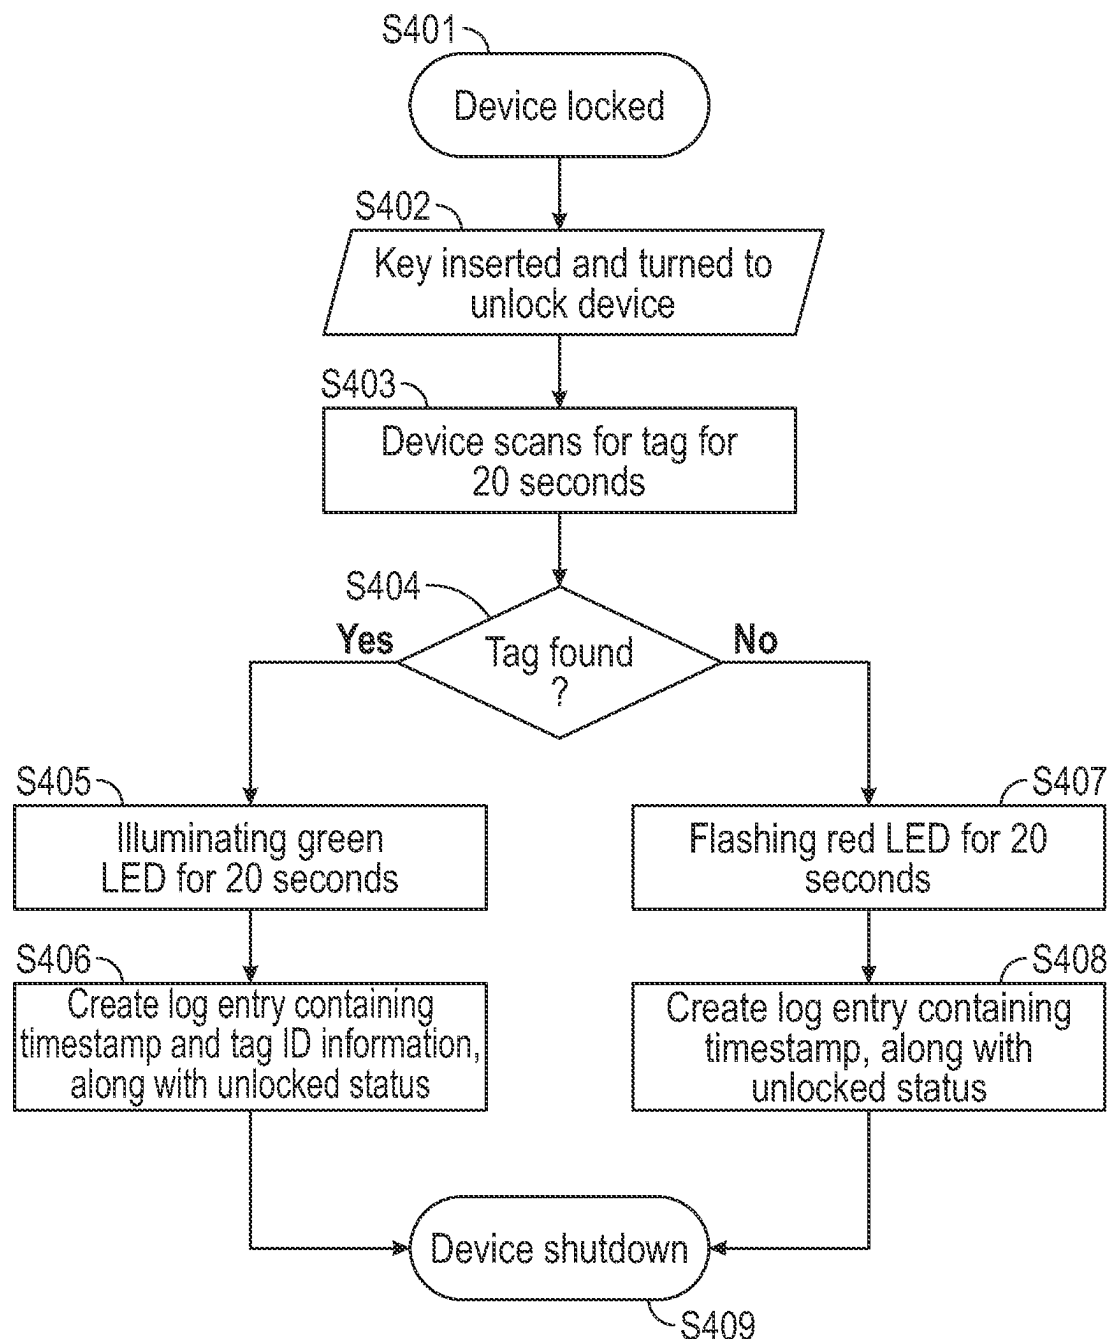 S401
Device locked
S402
Key inserted and turned to
unlock device
S403
Device scans for tag for
20 seconds
S404
Yes
Tag found
?
No
S405
Illuminating green
LED for 20 seconds
S407
Flashing red LED for 20
seconds
S406
Create log entry containing
timestamp and tag ID information,
along with unlocked status
S408
Create log entry containing
timestamp, along with
unlocked status
Device shutdown
S409